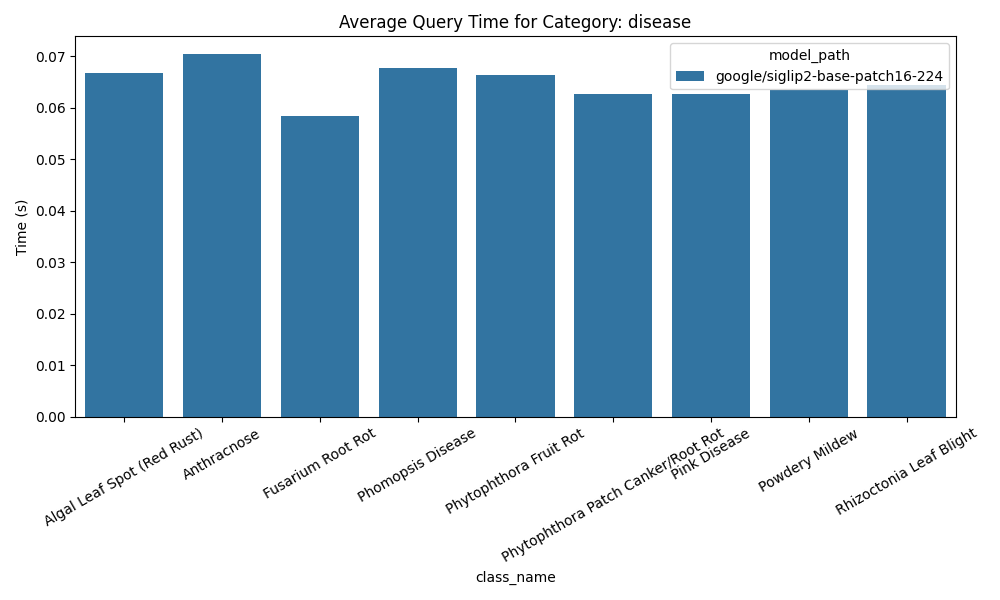 Average Query Time for Category: disease
model_path
google/siglip2-base-patch16-224
Time (s)
0.07
0.06
0.05
0.04
0.03
0.02
0.01
0.00
Algal Leaf Spot (Red Rust)
Anthracnose
Fusarium Root Rot
Phomopsis Disease
Phytophthora Fruit Rot
Phytophthora Patch Canker/Root Rot
Pink Disease
Powdery Mildew
Rhizoctonia Leaf Blight
class_name